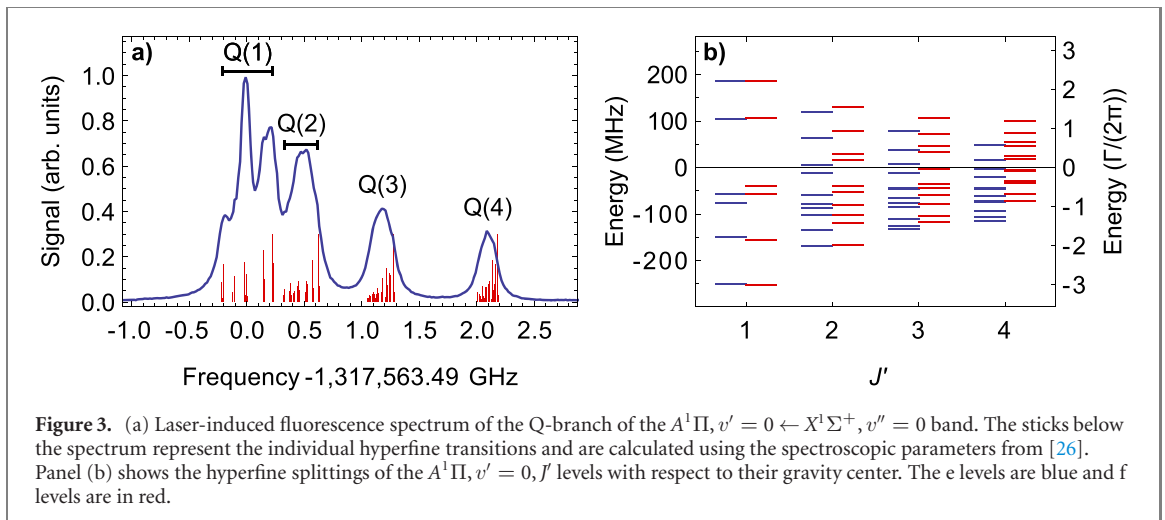 a)
Q(1)
Q(2)
Q(3)
Q(4)
Signal (arb. units)
1.0
0.8
0.6
0.4
0.2
0.0
-1.0 -0.5 0.0 0.5 1.0 1.5 2.0 2.5
Frequency -1,317,563.49 GHz
b)
Energy (MHz)
200
100
0
-100
-200
3
2
1
0
-1
-2
-3
Energy (Γ/(2π))
1 2 3 4
J′
Figure 3. (a) Laser-induced fluorescence spectrum of the Q-branch of the A¹Π, v′ = 0 ← X¹Σ⁺, v″ = 0 band. The sticks below
the spectrum represent the individual hyperfine transitions and are calculated using the spectroscopic parameters from [26].
Panel (b) shows the hyperfine splittings of the A¹Π, v′ = 0, J′ levels with respect to their gravity center. The e levels are blue and f
levels are in red.